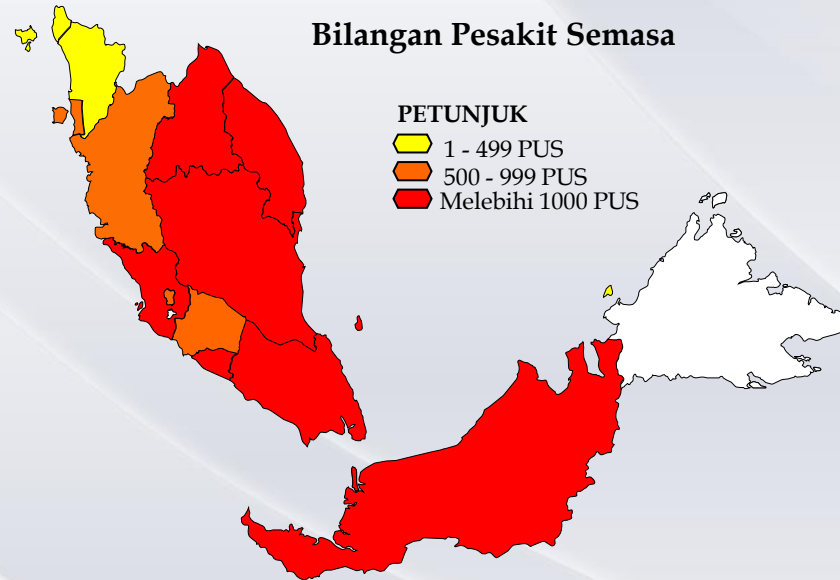 Bilangan Pesakit Semasa
PETUNJUK
1 - 499 PUS
500 - 999 PUS
Melebihi 1000 PUS